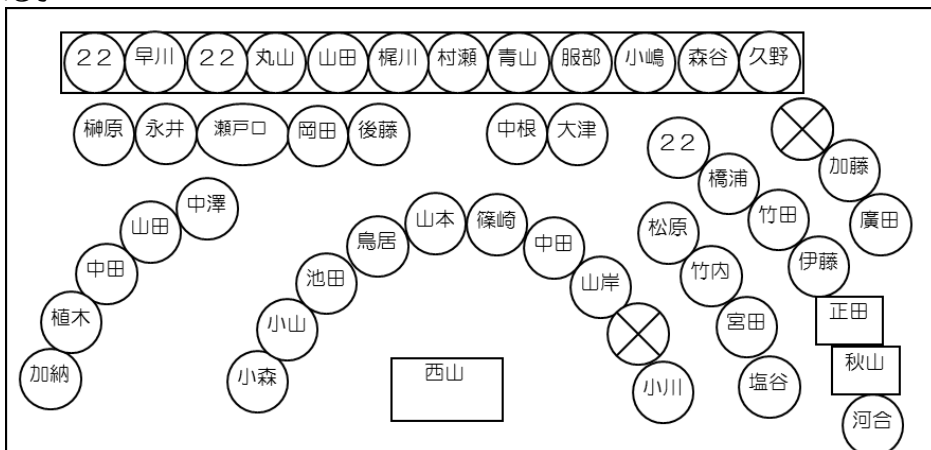 22 早川 22 丸山 山田 梶川 村瀬 青山 服部 小嶋 森谷 久野
榊原 永井 瀬戸口 岡田 後藤 中根 大津 22 加藤
橋浦 廣田
中澤 山田 中田 植木 加納
小森 小山 池田 鳥居 山本 篠崎 中田 山岸 小川
松原 竹内 宮田 塩谷
竹田 伊藤 正田 秋山 河合
西山